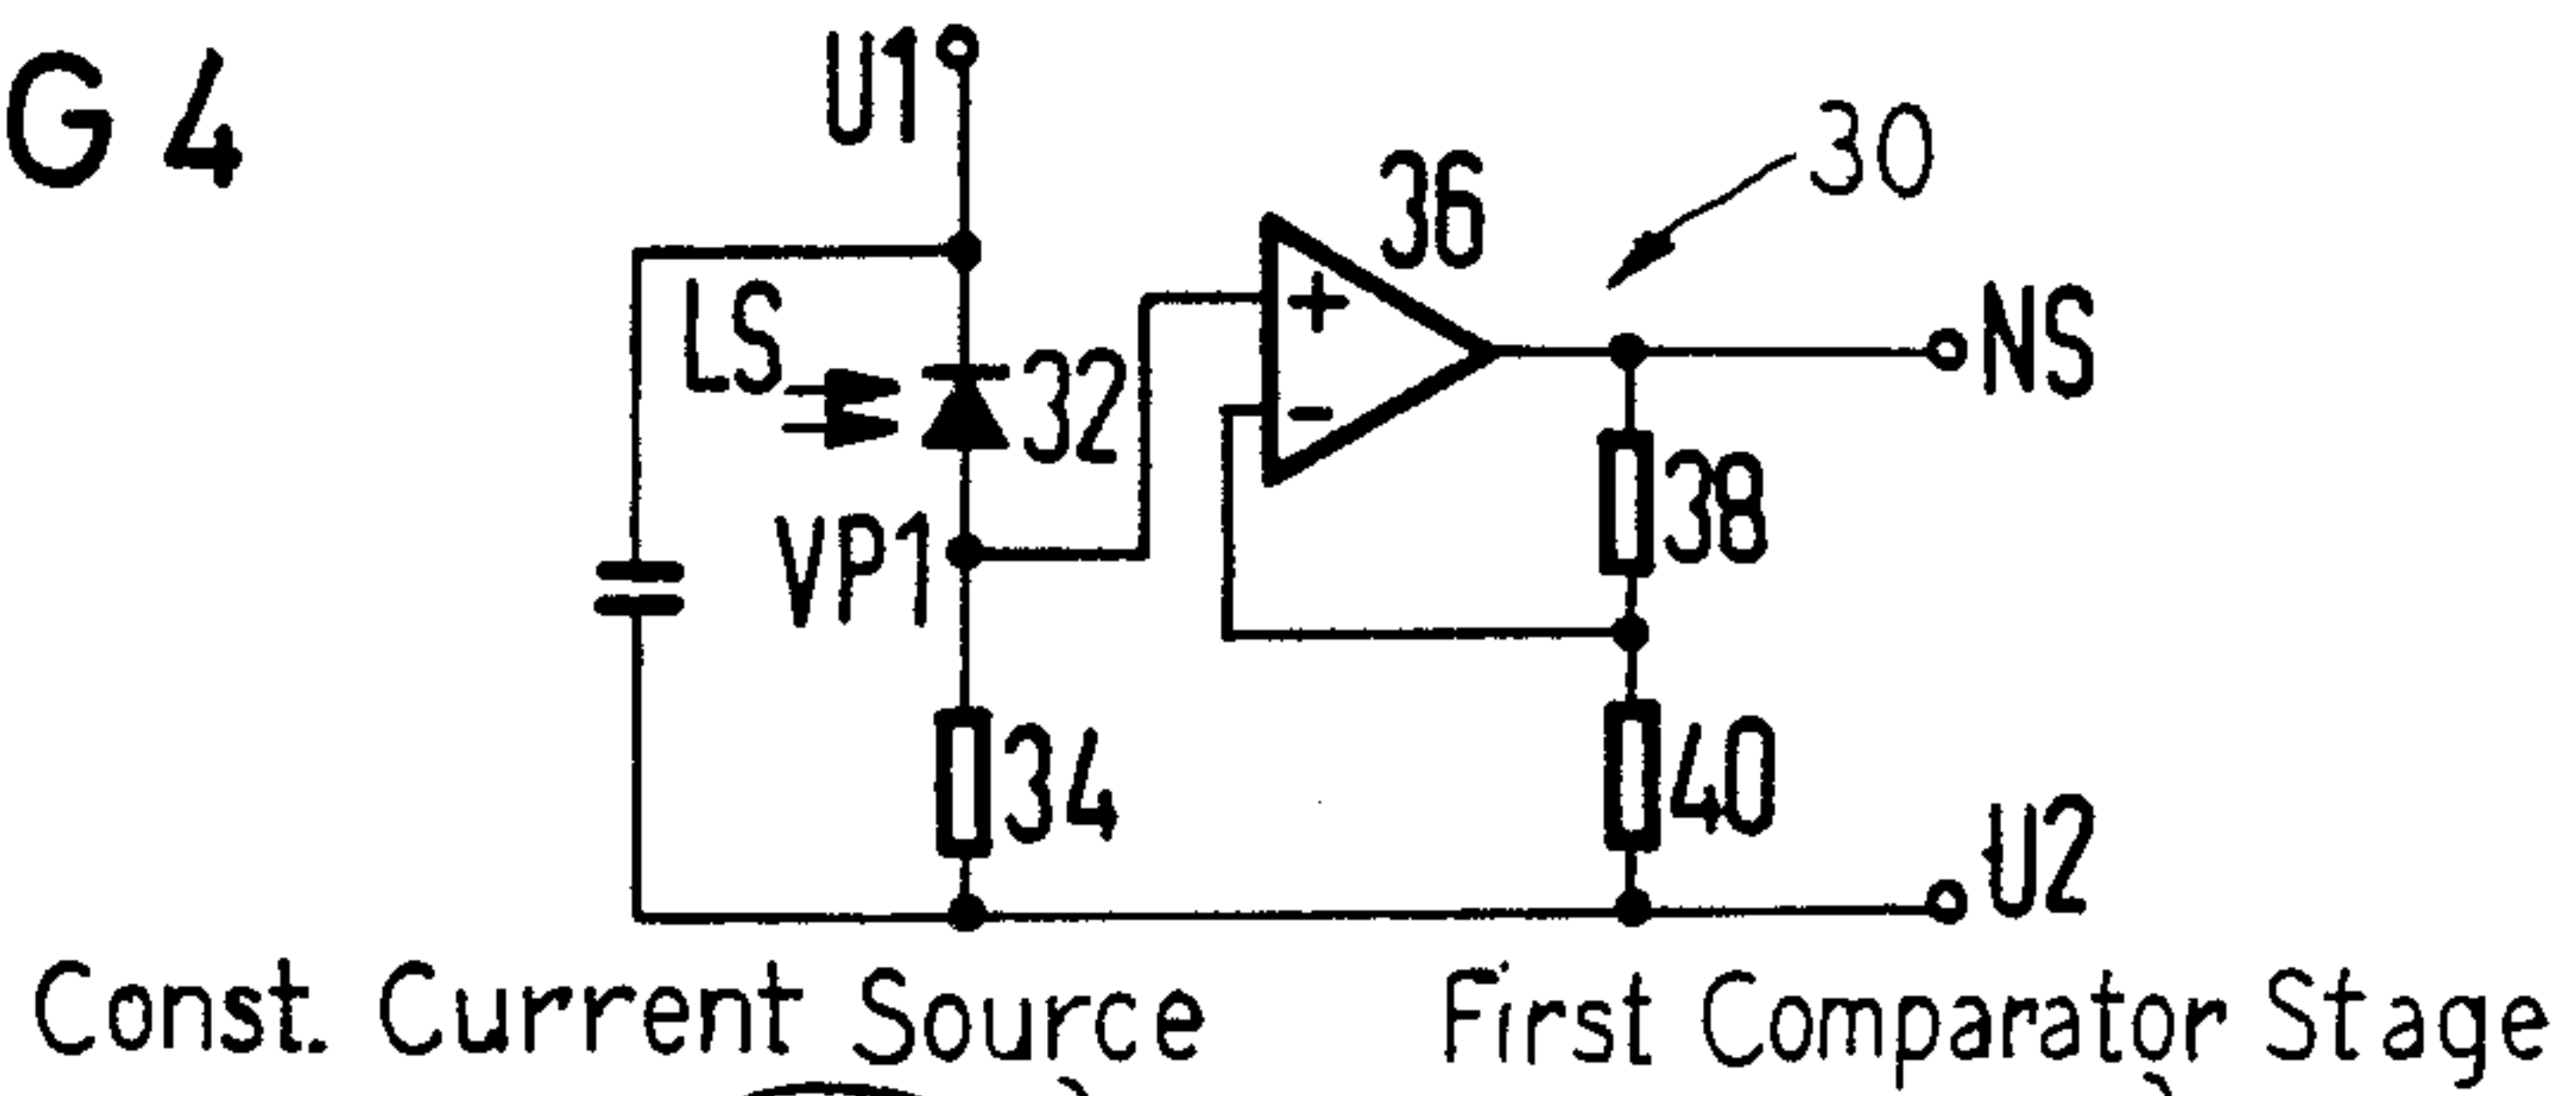 G 4
U1
30
36
LS
NS
+
32
-
38
VP1
34
40
U2
Const. Current Source
First Comparator Stage